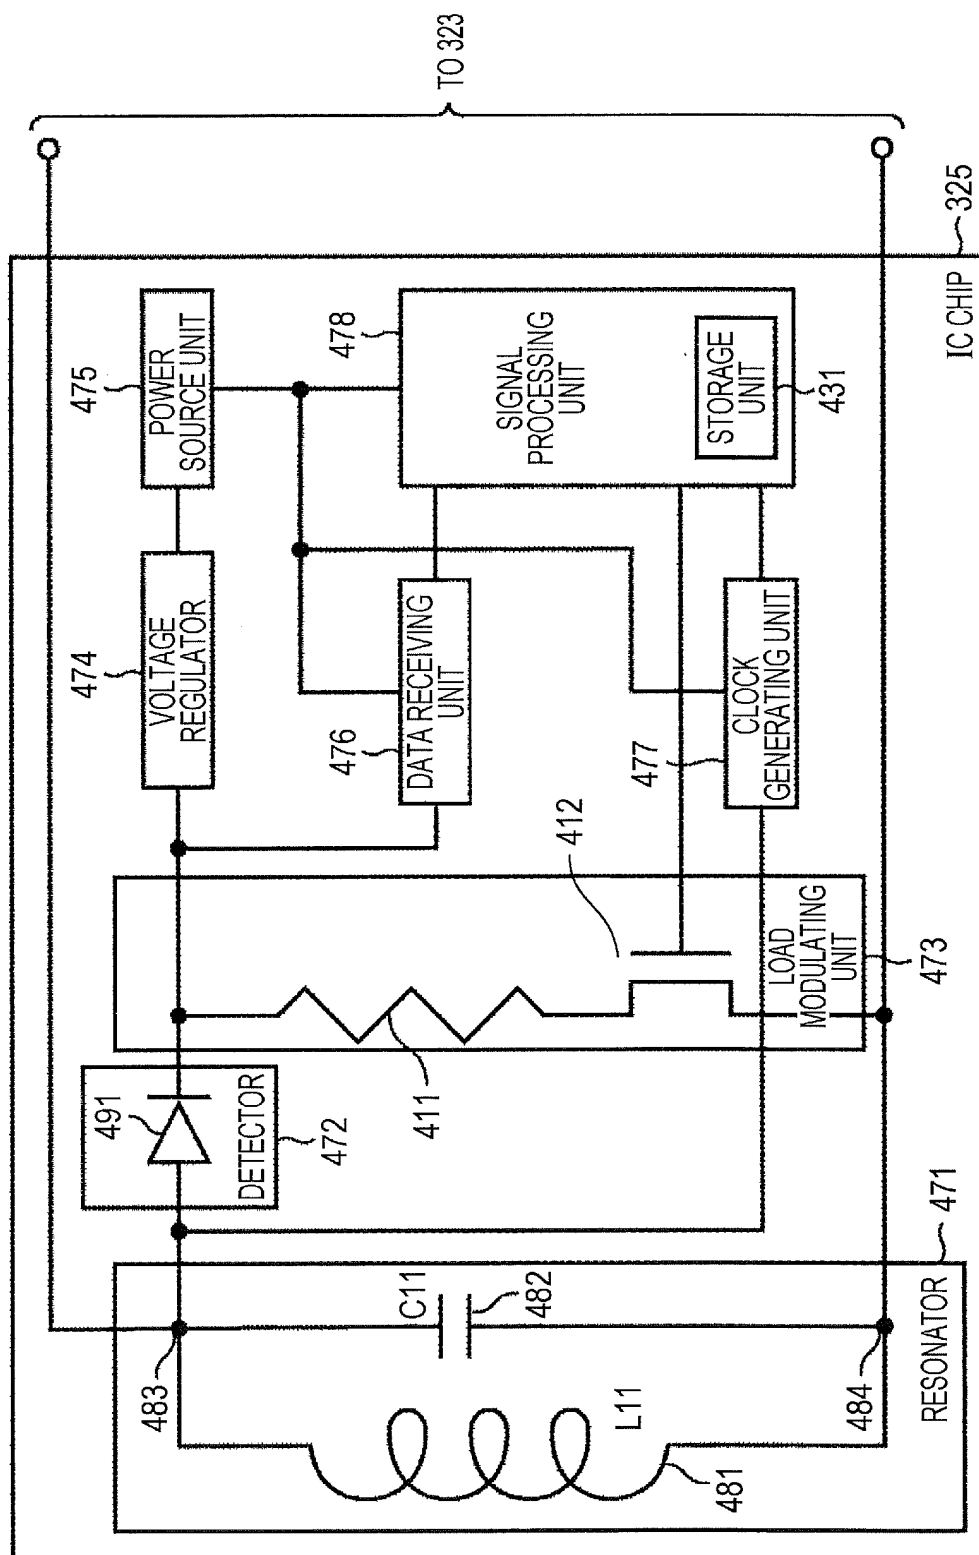 TO 323
325
IC CHIP
475
POWER
SOURCE UNIT
478
SIGNAL
PROCESSING
UNIT
STORAGE
UNIT
431
474
VOLTAGE
REGULATOR
476
DATA RECEIVING
UNIT
477
CLOCK
GENERATING UNIT
412
411
LOAD
MODULATING
UNIT
473
491
DETECTOR
472
471
RESONATOR
483
C11
482
484
L11
481